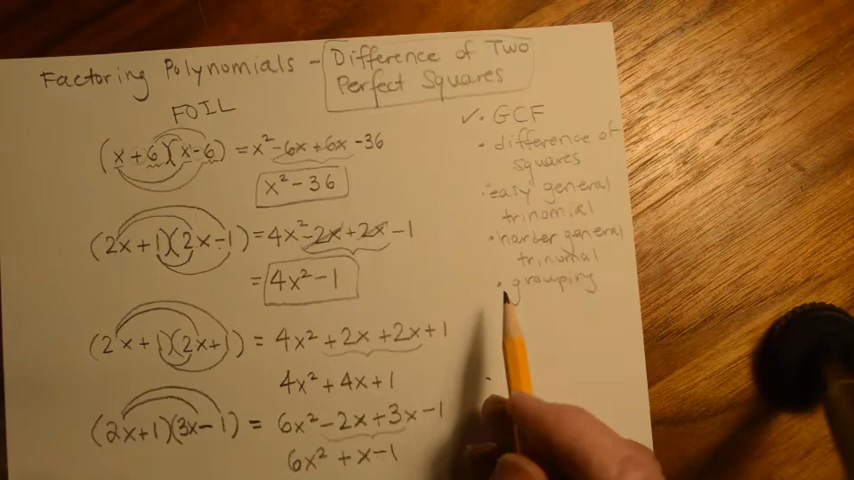 Factoring Polynomials - Difference of Two
Perfect Squares
FOIL
(x+6)(x-6) = x²-6x+6x-36
x²-36
(2x+1)(2x-1) = 4x²-2x+2x-1
= 4x²-1
(2x+1)(2x+1) = 4x²+2x+2x+1
4x²+4x+1
(2x+1)(3x-1) = 6x²-2x+3x-1
6x²+x-1
✓• GCF
• difference of
squares
• easy general
trinomial
• harder general
trinomial
• grouping